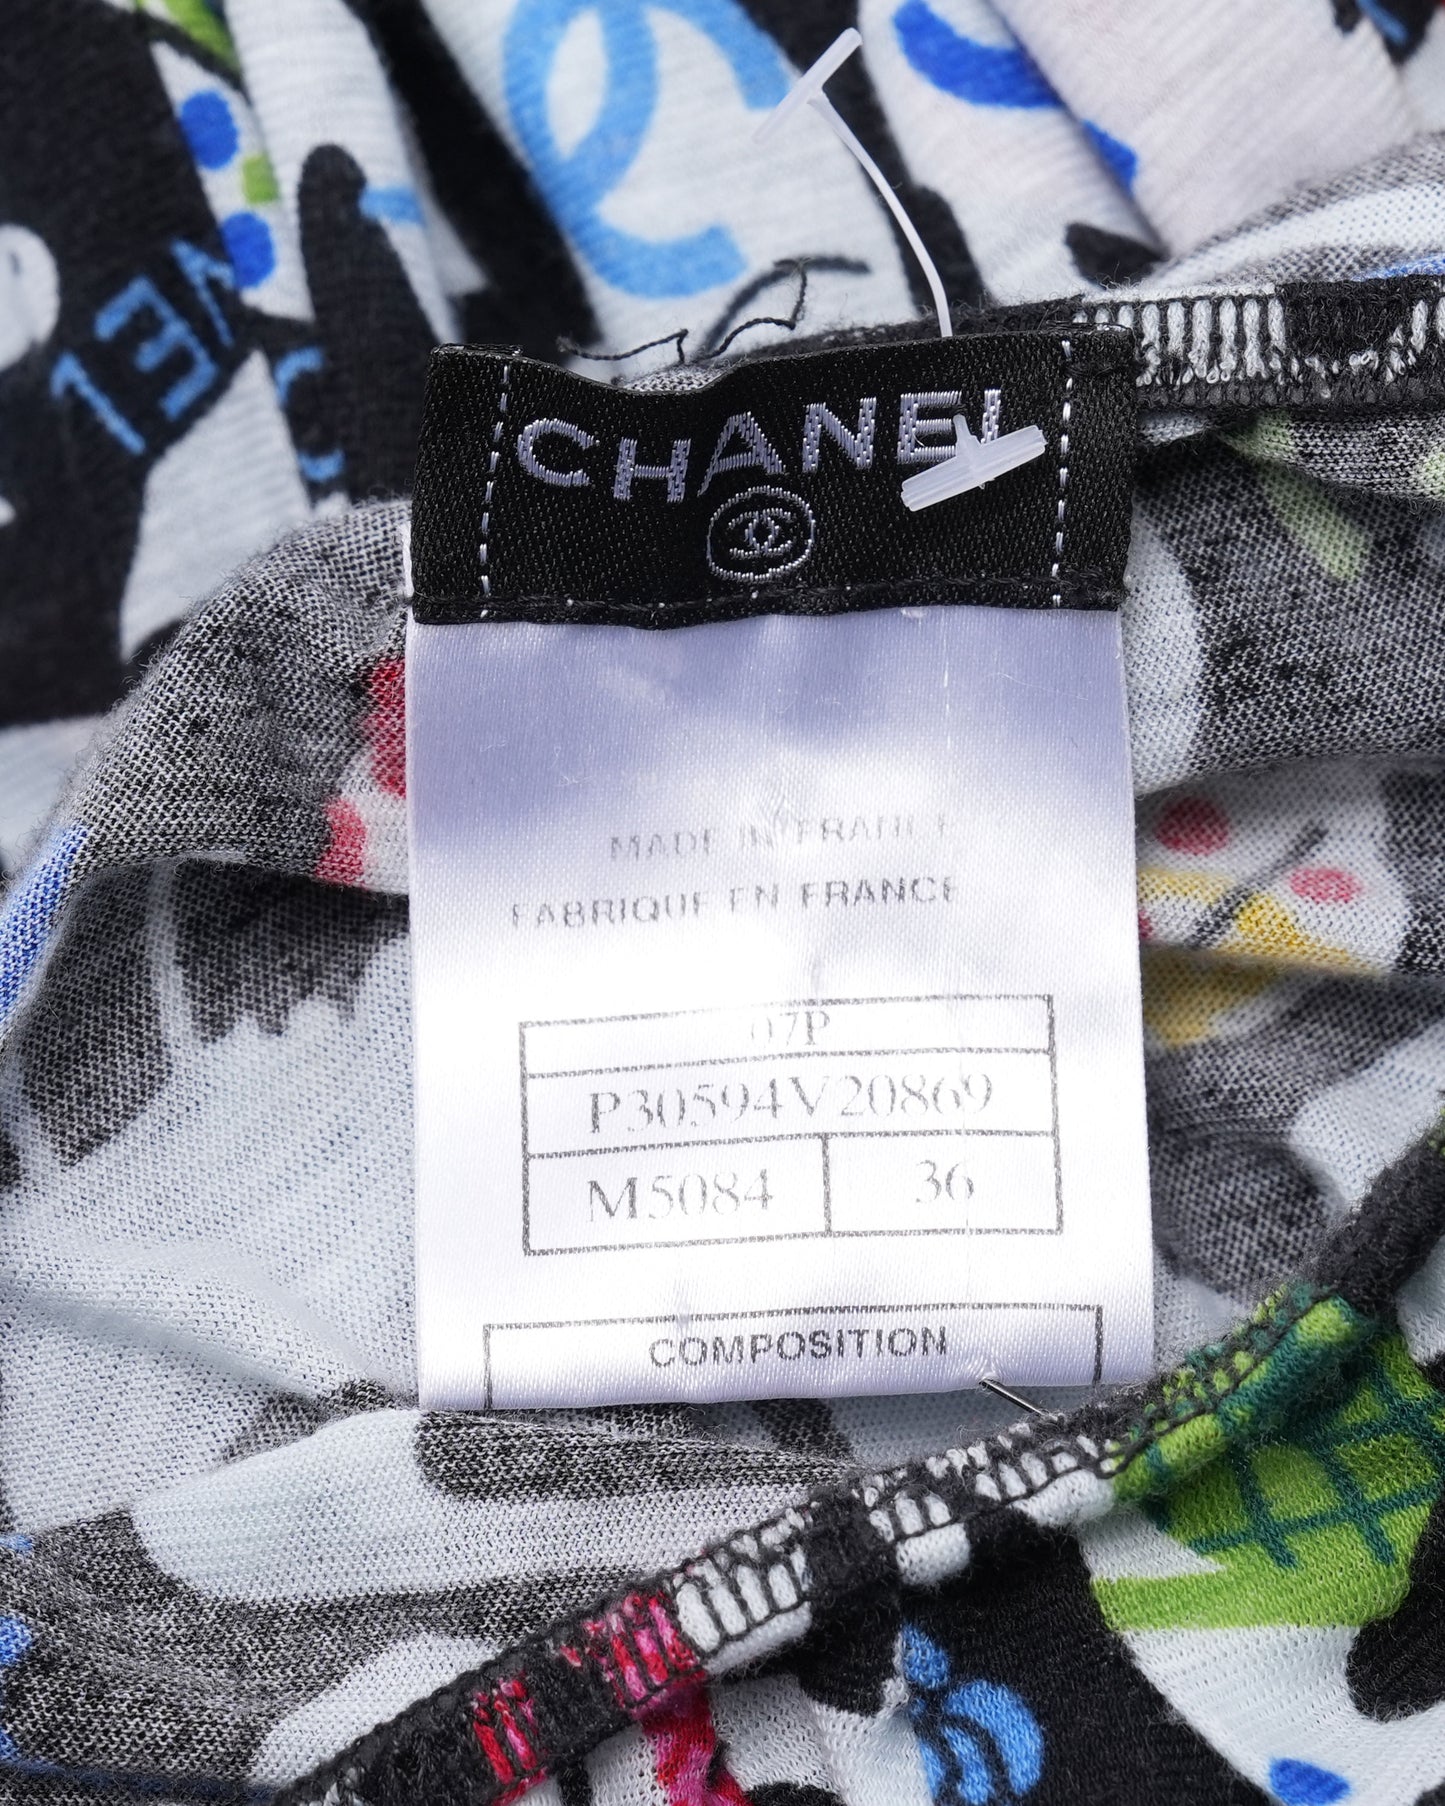 CHANEL
MADE IN FRANCE
FABRIQUE EN FRANCE
07P
P30594V20869
M5084 36
COMPOSITION